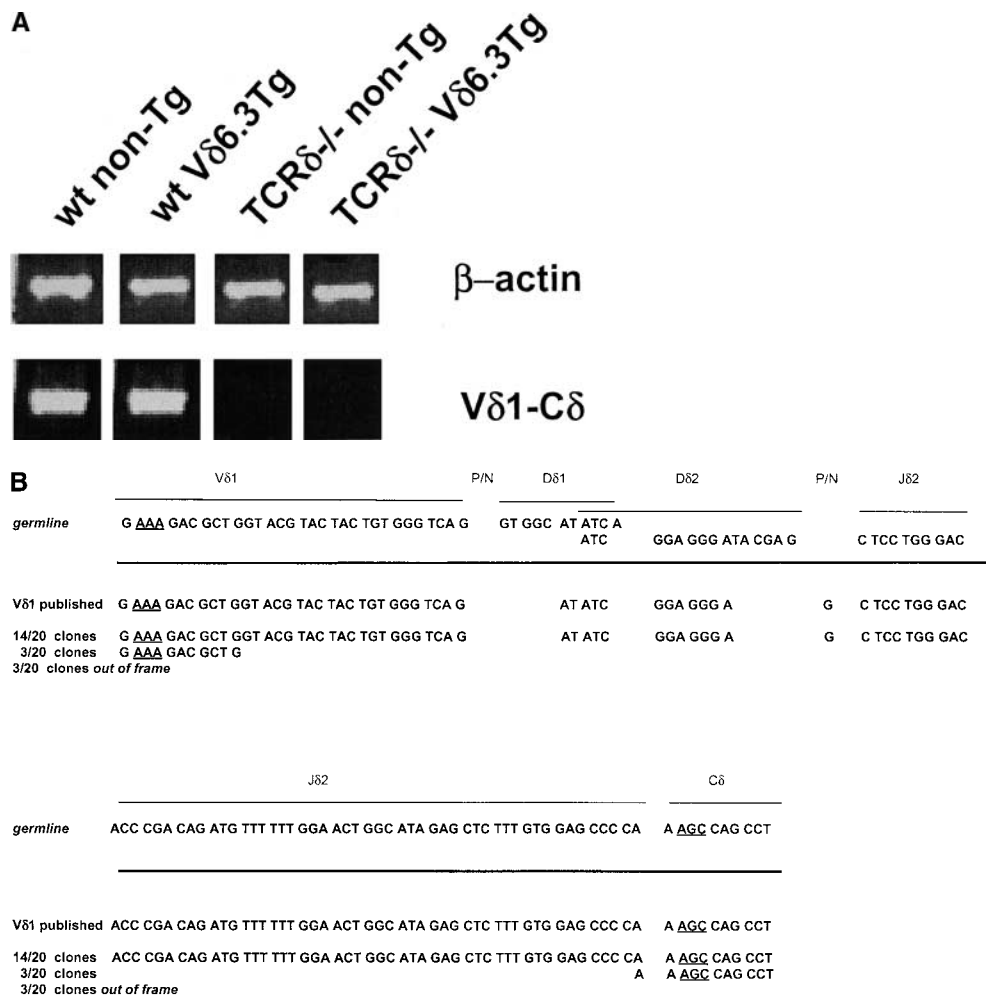 A
wt non-Tg
wt Vδ6.3Tg
TCRδ-/- non-Tg
TCRδ-/- Vδ6.3Tg
β–actin
Vδ1-Cδ
B
Vδ1 P/N Dδ1 Dδ2 P/N Jδ2
germline G AAA GAC GCT GGT ACG TAC TAC TGT GGG TCA G GT GGC AT ATC A
ATC GGA GGG ATA CGA G C TCC TGG GAC
Vδ1 published G AAA GAC GCT GGT ACG TAC TAC TGT GGG TCA G AT ATC GGA GGG A G C TCC TGG GAC
14/20 clones G AAA GAC GCT GGT ACG TAC TAC TGT GGG TCA G AT ATC GGA GGG A G C TCC TGG GAC
3/20 clones G AAA GAC GCT G
3/20 clones out of frame
Jδ2 Cδ
germline ACC CGA CAG ATG TTT TTT GGA ACT GGC ATA GAG CTC TTT GTG GAG CCC CA A AGC CAG CCT
Vδ1 published ACC CGA CAG ATG TTT TTT GGA ACT GGC ATA GAG CTC TTT GTG GAG CCC CA A AGC CAG CCT
14/20 clones ACC CGA CAG ATG TTT TTT GGA ACT GGC ATA GAG CTC TTT GTG GAG CCC CA A AGC CAG CCT
3/20 clones A A AGC CAG CCT
3/20 clones out of frame